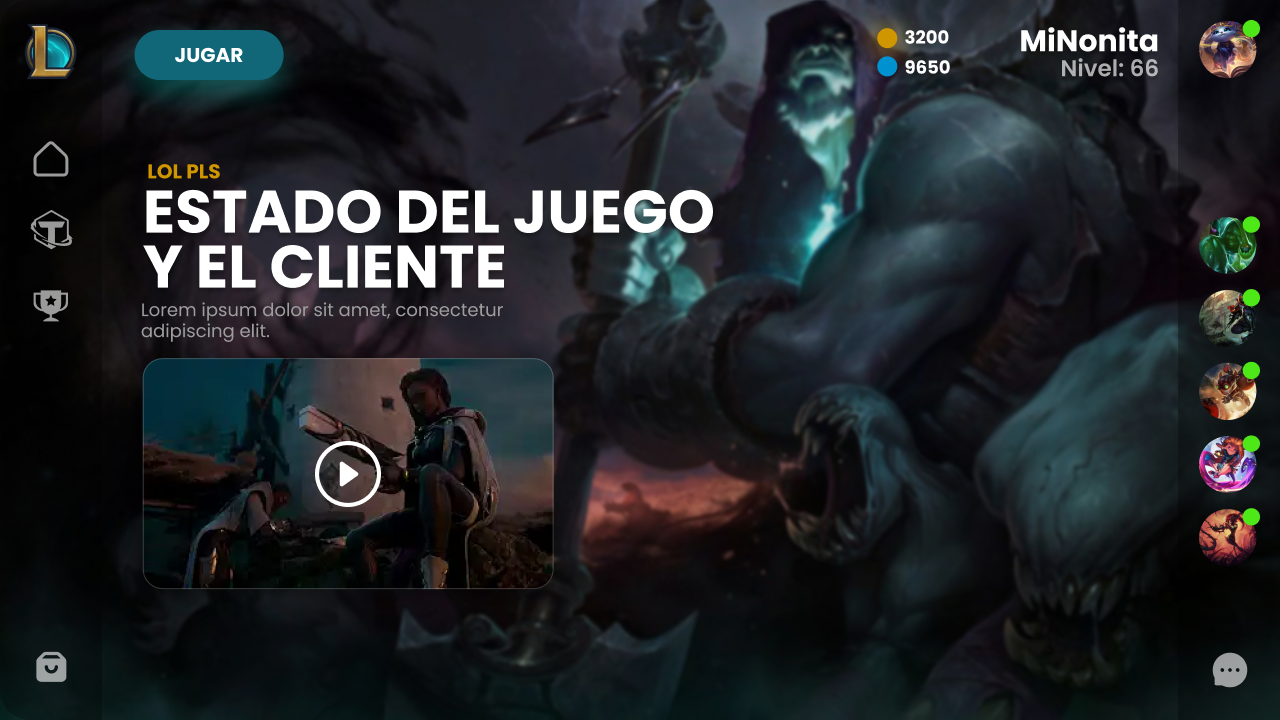 JUGAR
3200
9650
MiNonita
Nivel: 66
LOL PLS
ESTADO DEL JUEGO
Y EL CLIENTE
Lorem ipsum dolor sit amet, consectetur
adipiscing elit.